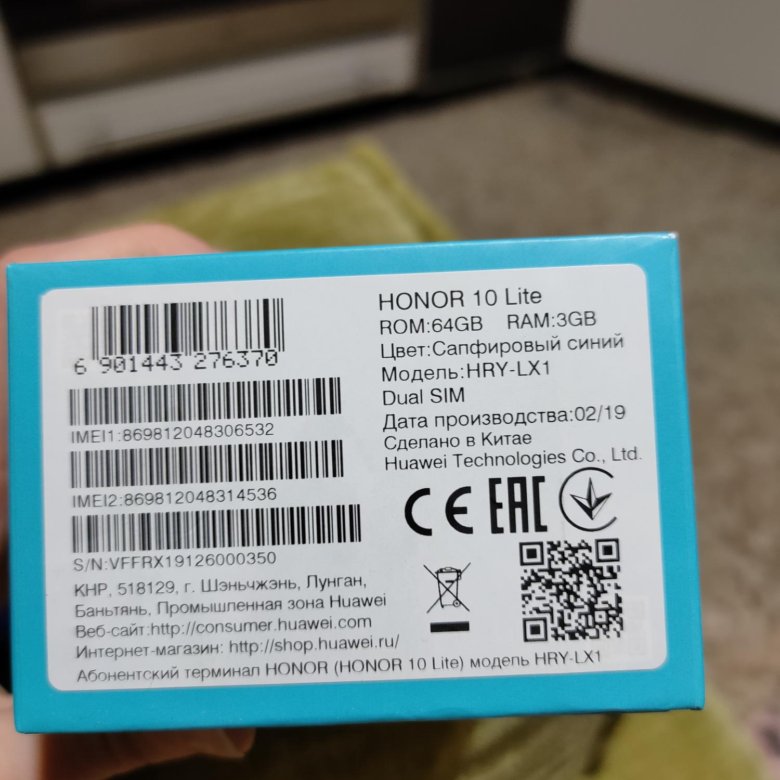 6 901443 276370
IMEI1:869812048306532
IMEI2:869812048314536
S/N:VFFRX19126000350
HONOR 10 Lite
ROM:64GB RAM:3GB
Цвет:Сапфировый синий
Модель:HRY-LX1
Dual SIM
Дата производства:02/19
Сделано в Китае
Huawei Technologies Co., Ltd.
CE EAC
КНР, 518129, г. Шэньчжэнь, Лунган,
Баньтянь, Промышленная зона Huawei
Веб-сайт:http://consumer.huawei.com
Интернет-магазин: http://shop.huawei.ru/
Абонентский терминал HONOR (HONOR 10 Lite) модель HRY-LX1